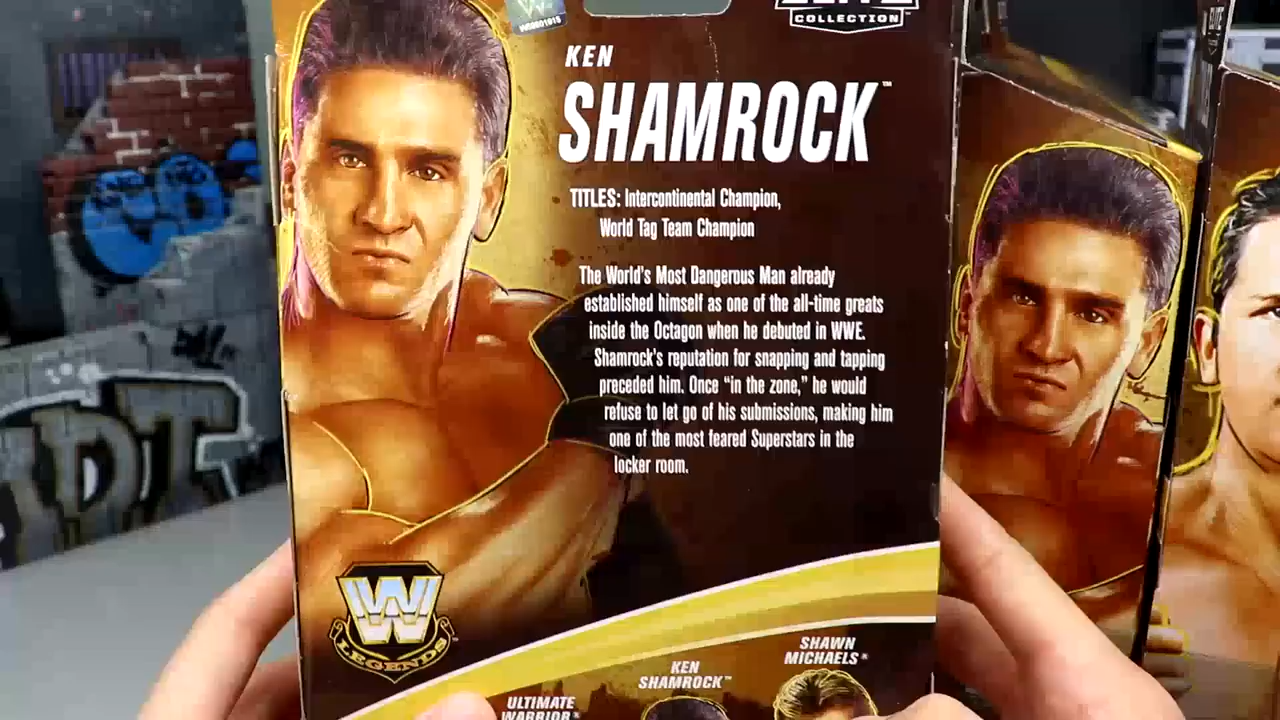 ELITE
COLLECTION™
KEN
SHAMROCK™
TITLES: Intercontinental Champion,
World Tag Team Champion
The World's Most Dangerous Man already
established himself as one of the all-time greats
inside the Octagon when he debuted in WWE.
Shamrock's reputation for snapping and tapping
preceded him. Once “in the zone,” he would
refuse to let go of his submissions, making him
one of the most feared Superstars in the
locker room.
W
LEGENDS
SHAWN
MICHAELS®
KEN
SHAMROCK™
ULTIMATE
WARRIOR®